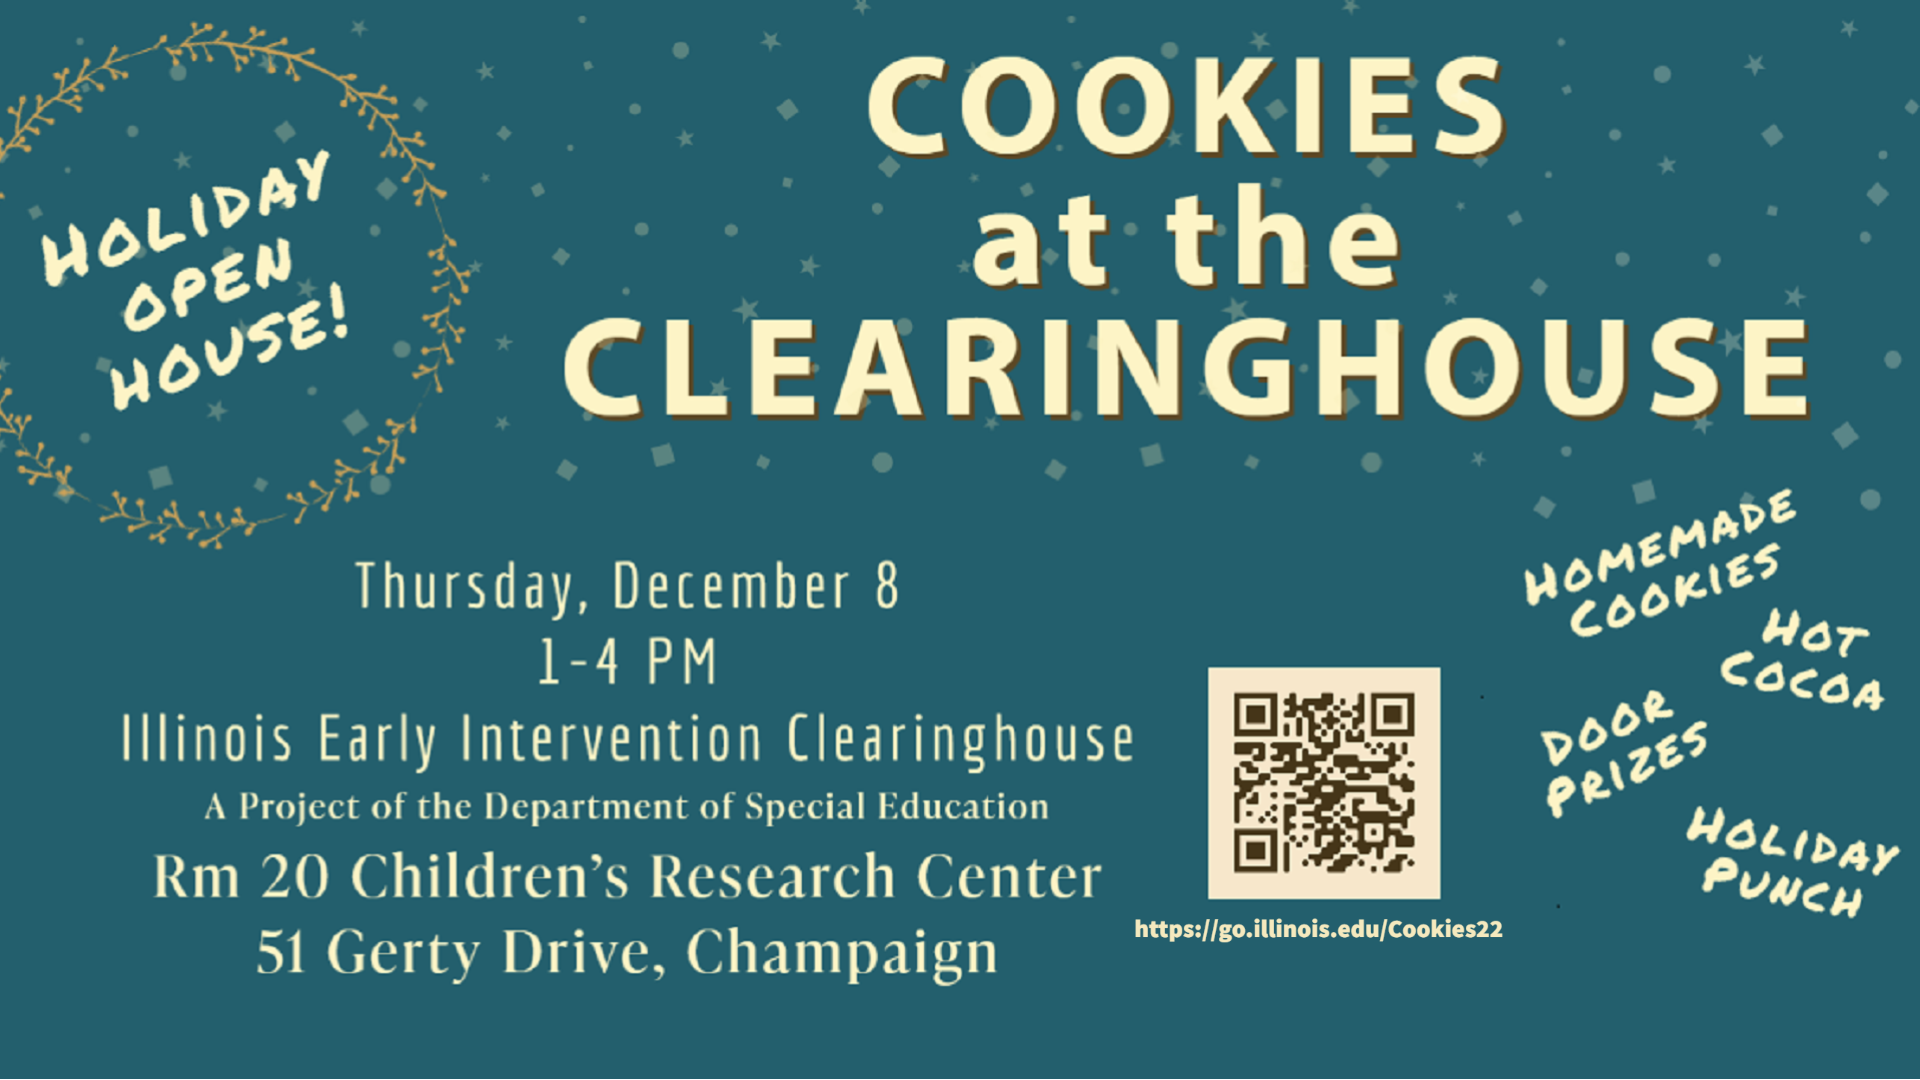 HOLIDAY
OPEN
HOUSE!
COOKIES
at the
CLEARINGHOUSE
Thursday, December 8
1-4 PM
Illinois Early Intervention Clearinghouse
A Project of the Department of Special Education
Rm 20 Children’s Research Center
51 Gerty Drive, Champaign
https://go.illinois.edu/Cookies22
HOMEMADE
COOKIES
HOT
COCOA
DOOR
PRIZES
HOLIDAY
PUNCH